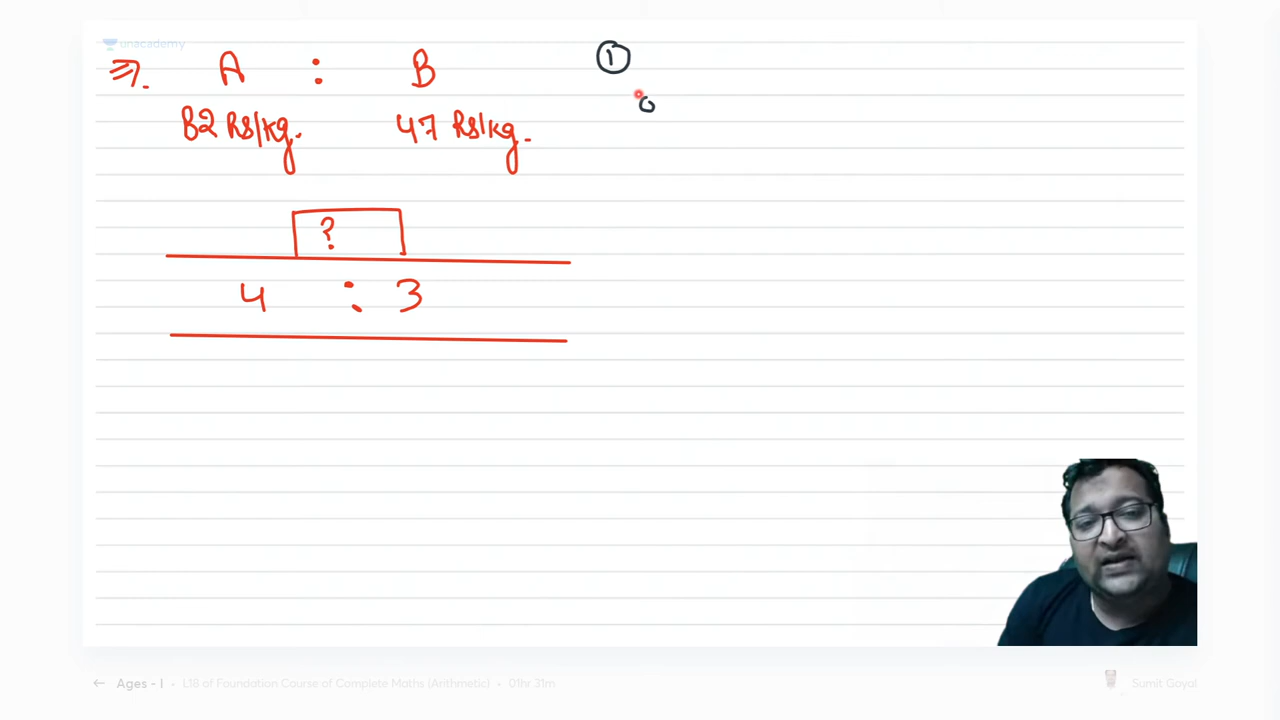 unacademy
⇒. A : B ①
82 Rs/kg. 47 Rs/kg.
?
4 : 3
← Ages - I • L18 of Foundation Course of Complete Maths (Arithmetic) • 01hr 31m Sumit Goyal